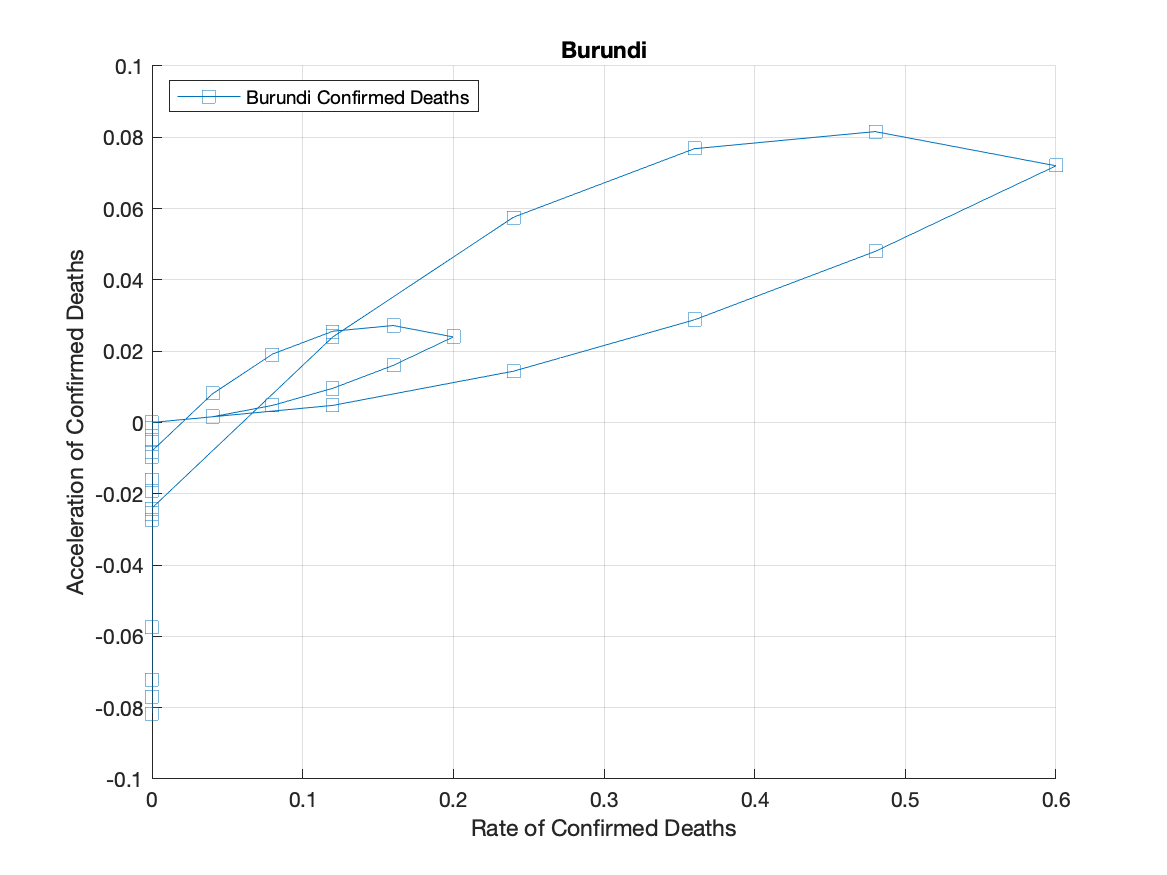 Burundi
Burundi Confirmed Deaths
0.1
0.08
0.06
0.04
0.02
0
-0.02
-0.04
-0.06
-0.08
-0.1
Acceleration of Confirmed Deaths
0 0.1 0.2 0.3 0.4 0.5 0.6
Rate of Confirmed Deaths